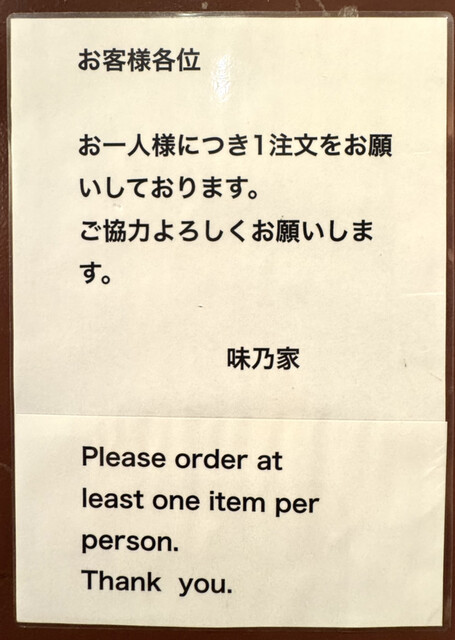 お客様各位
お一人様につき1注文をお願
いしております。
ご協力よろしくお願いしま
す。
味乃家
Please order at
least one item per
person.
Thank you.